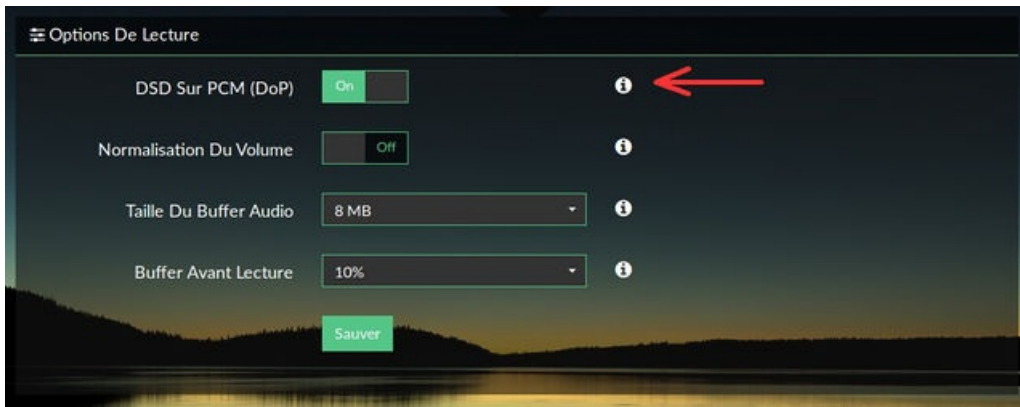 Options De Lecture
DSD Sur PCM (DoP) On
Normalisation Du Volume Off
Taille Du Buffer Audio 8 MB
Buffer Avant Lecture 10%
Sauver